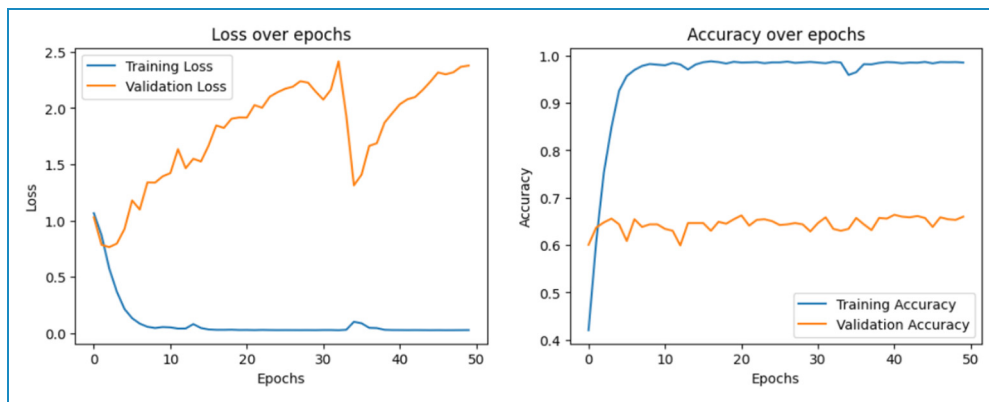 Loss over epochs
2.5
2.0
1.5
1.0
0.5
0.0
Loss
Training Loss
Validation Loss
0
10
20
30
40
50
Epochs
Accuracy over epochs
1.0
0.9
0.8
0.7
0.6
0.5
0.4
Accuracy
Training Accuracy
Validation Accuracy
0
10
20
30
40
50
Epochs